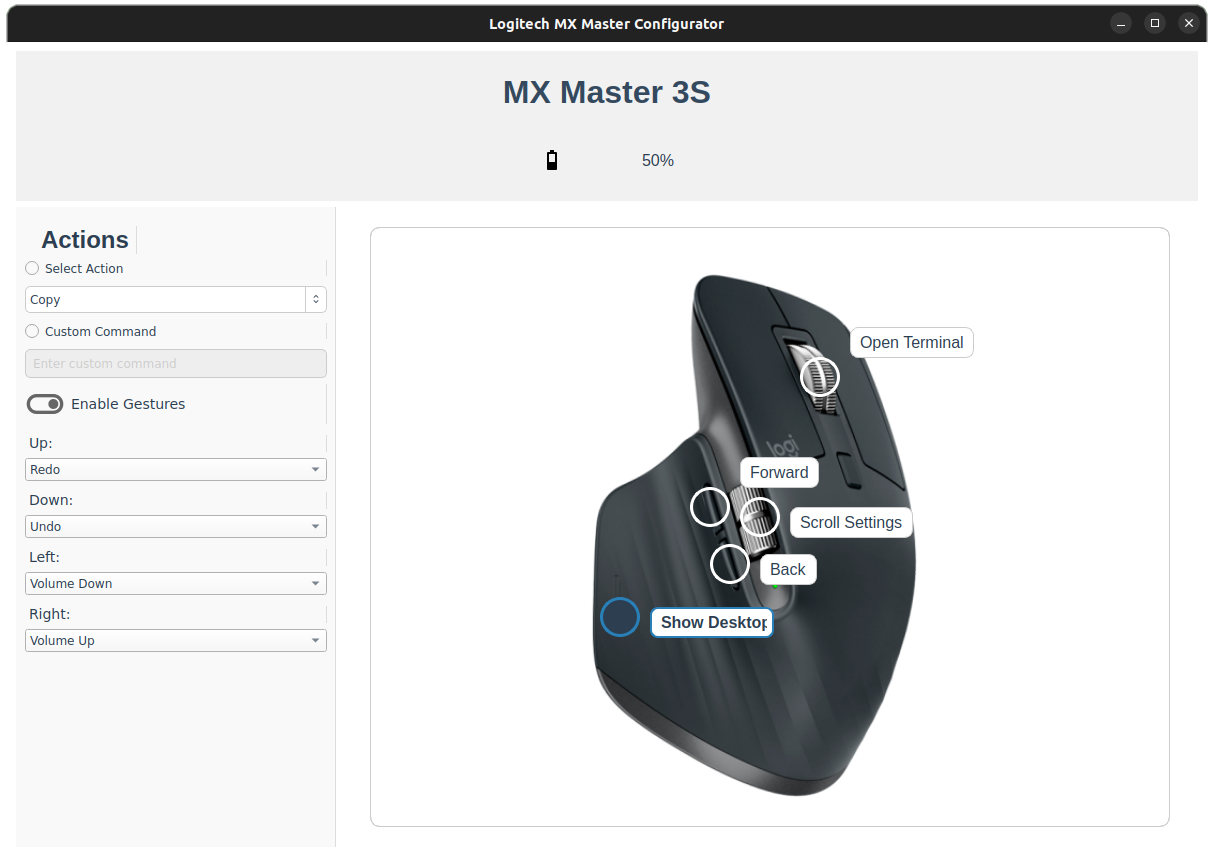 Logitech MX Master Configurator
MX Master 3S
50%
Actions
Select Action
Copy
Custom Command
Enter custom command
Enable Gestures
Up:
Redo
Down:
Undo
Left:
Volume Down
Right:
Volume Up
Open Terminal
logi
Forward
Scroll Settings
Back
Show Desktop